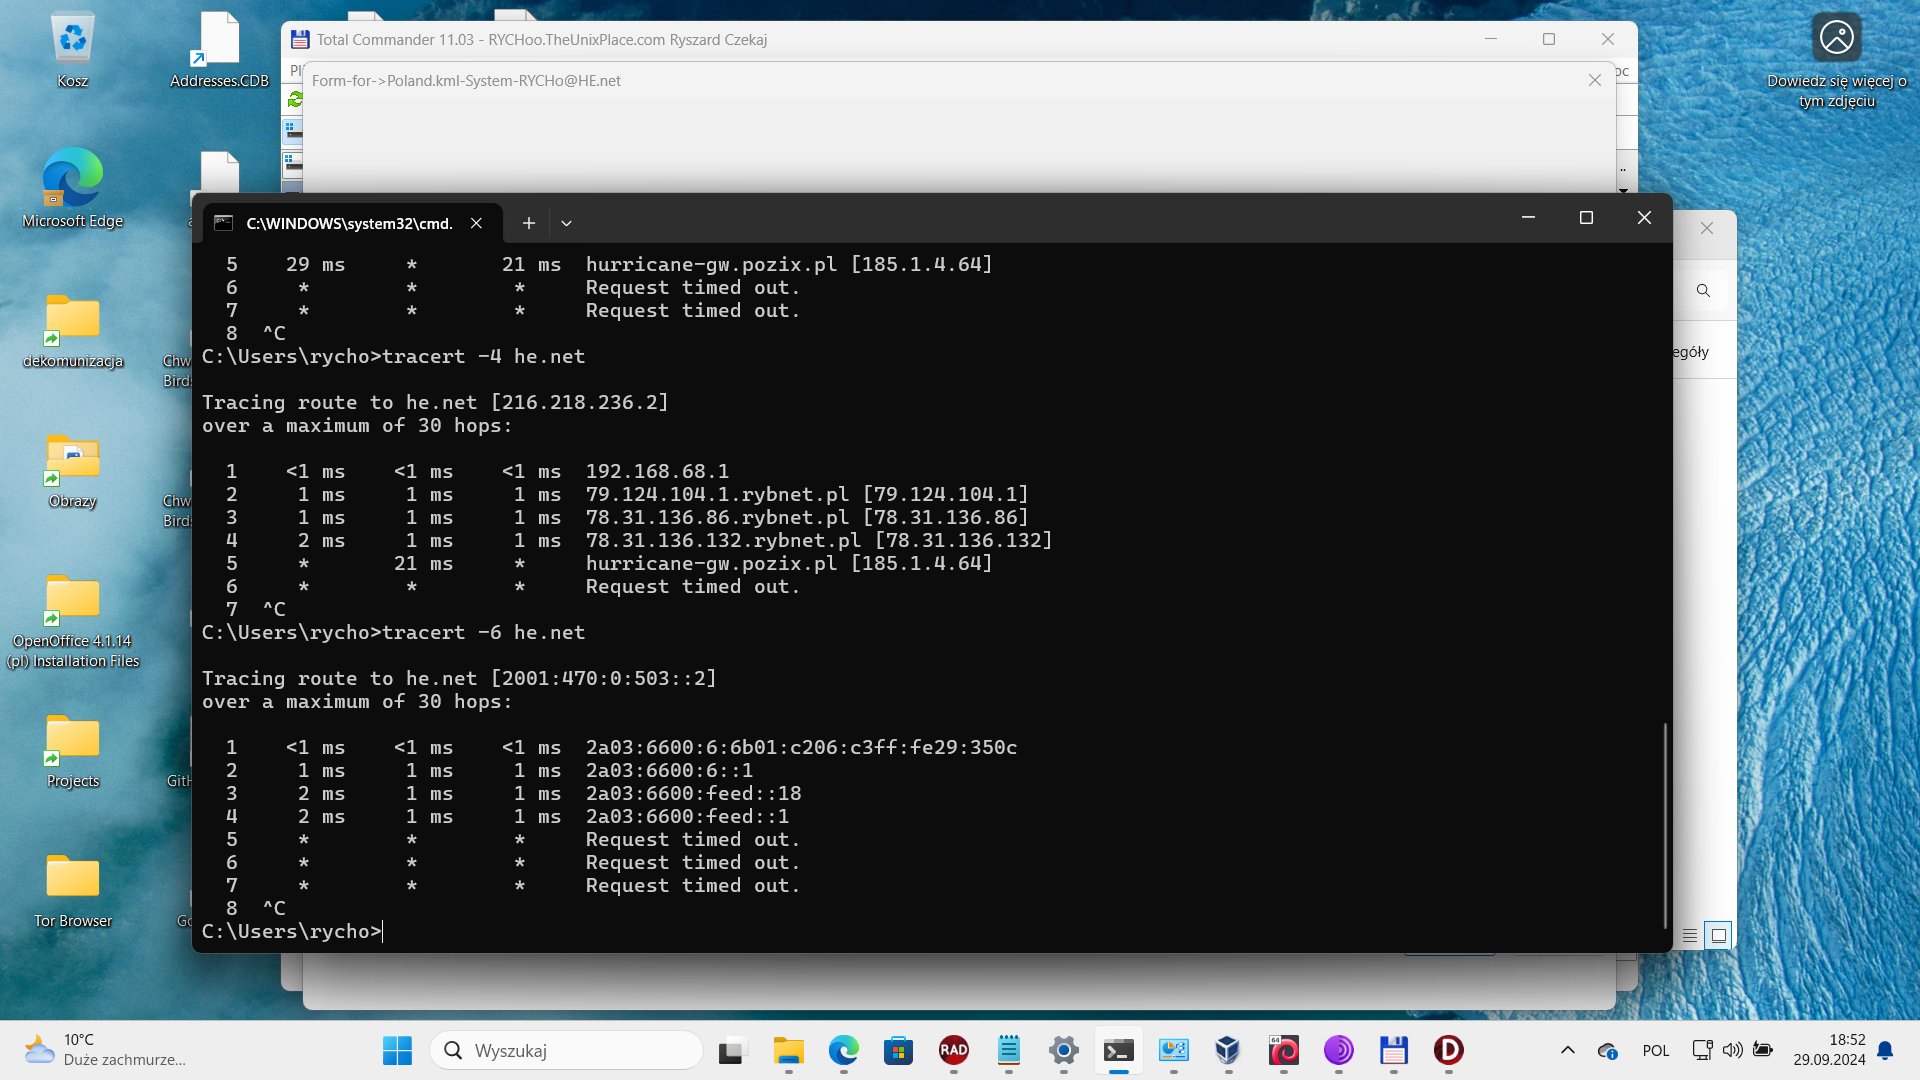 Kosz
Addresses.CDB
Total Commander 11.03 - RYCHoo.TheUnixPlace.com Ryszard Czekaj
Form-for->Poland.kml-System-RYCHo@HE.net
Dowiedz się więcej o
tym zdjęciu
Microsoft Edge
C:\WINDOWS\system32\cmd.
egóły
5 29 ms * 21 ms hurricane-gw.pozix.pl [185.1.4.64]
6 * * * Request timed out.
7 * * * Request timed out.
8 ^C
C:\Users\rycho>tracert -4 he.net
Tracing route to he.net [216.218.236.2]
over a maximum of 30 hops:
1 <1 ms <1 ms <1 ms 192.168.68.1
2 1 ms 1 ms 1 ms 79.124.104.1.rybnet.pl [79.124.104.1]
3 1 ms 1 ms 1 ms 78.31.136.86.rybnet.pl [78.31.136.86]
4 2 ms 1 ms 1 ms 78.31.136.132.rybnet.pl [78.31.136.132]
5 * 21 ms * hurricane-gw.pozix.pl [185.1.4.64]
6 * * * Request timed out.
7 ^C
C:\Users\rycho>tracert -6 he.net
Tracing route to he.net [2001:470:0:503::2]
over a maximum of 30 hops:
1 <1 ms <1 ms <1 ms 2a03:6600:6:6b01:c206:c3ff:fe29:350c
2 1 ms 1 ms 1 ms 2a03:6600:6::1
3 2 ms 1 ms 1 ms 2a03:6600:feed::18
4 2 ms 1 ms 1 ms 2a03:6600:feed::1
5 * * * Request timed out.
6 * * * Request timed out.
7 * * * Request timed out.
8 ^C
C:\Users\rycho>
dekomunizacja
Chw
Bird
Obrazy
Chw
Bird
OpenOffice 4.1.14
(pl) Installation Files
Projects
GitH
Tor Browser
Go
10°C
Duże zachmurze...
Wyszukaj
RAD
64
D
POL
18:52
29.09.2024